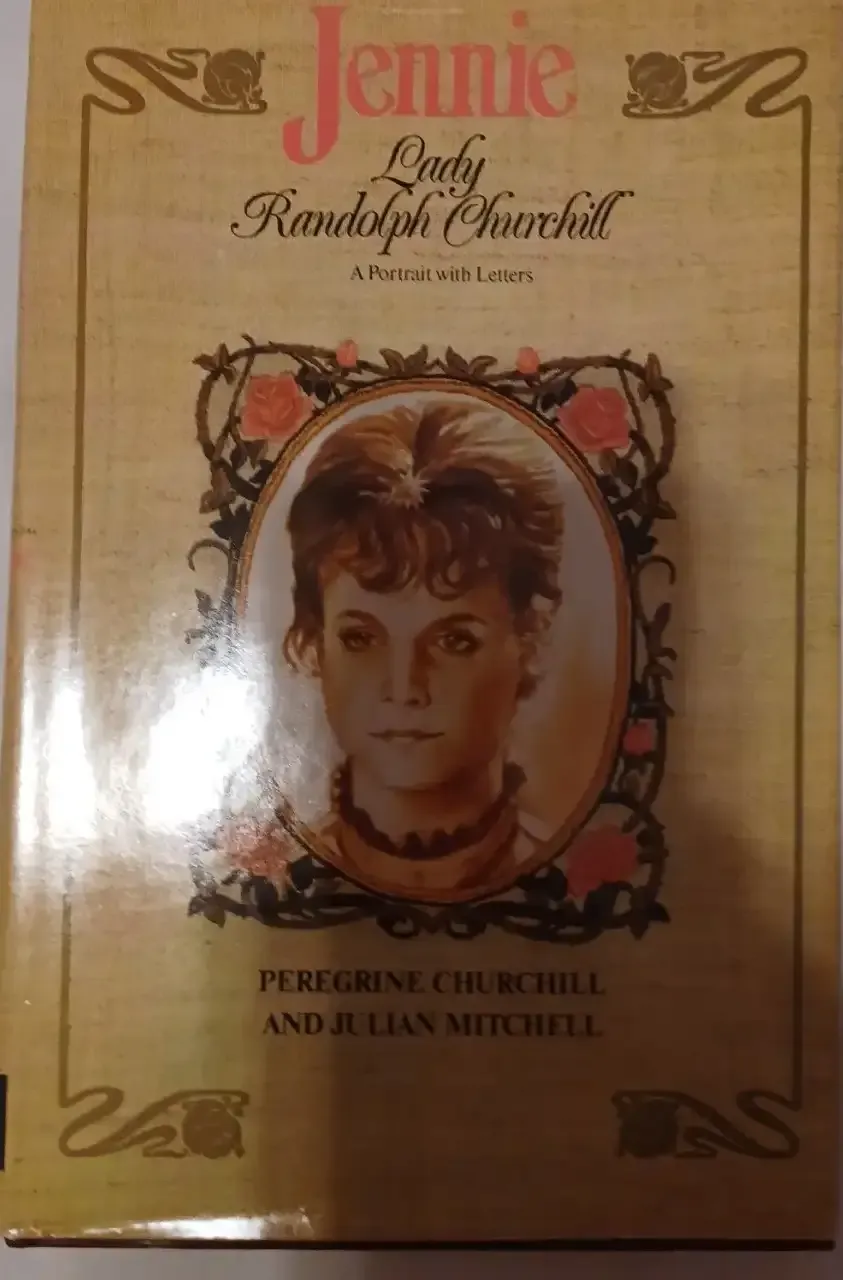 Jennie
Lady
Randolph Churchill
A Portrait with Letters
PEREGRINE CHURCHILL
AND JULIAN MITCHELL